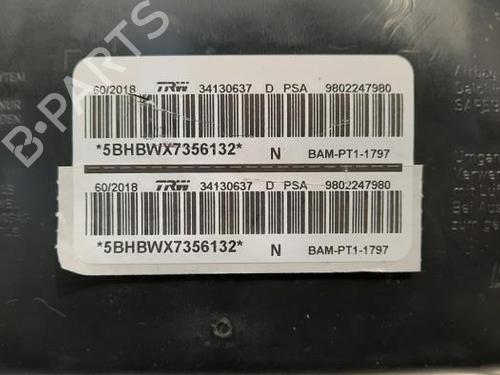 60/2018 TRW 34130637 D PSA 9802247980
*5BHBWX7356132* N BAM-PT1-1797
60/2018 TRW 34130637 D PSA 9802247980
*5BHBWX7356132* N BAM-PT1-1797
B-PARTS